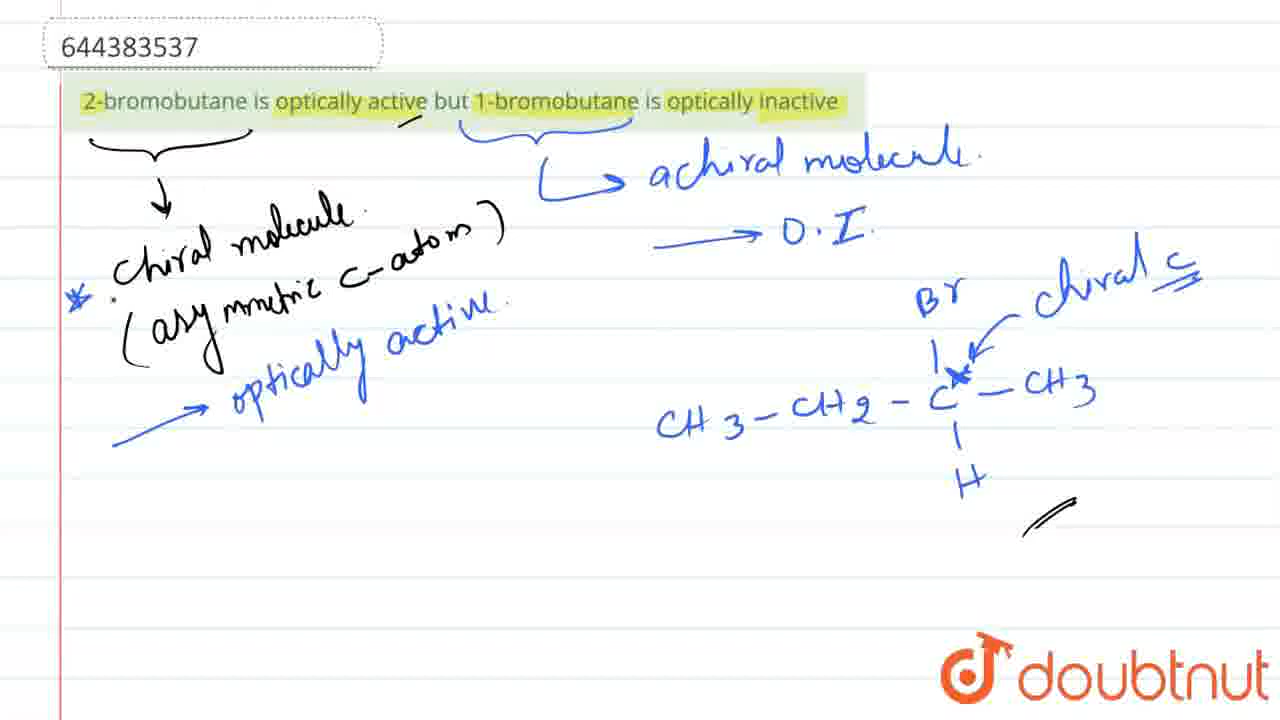 644383537
2-bromobutane is optically active but 1-bromobutane is optically inactive
achiral molecule.
→ O.I.
chiral molecule.
* (asymmetric C-atom)
→ optically active.
chiral C
Br
CH3 - CH2 - C* - CH3
H
doubtnut